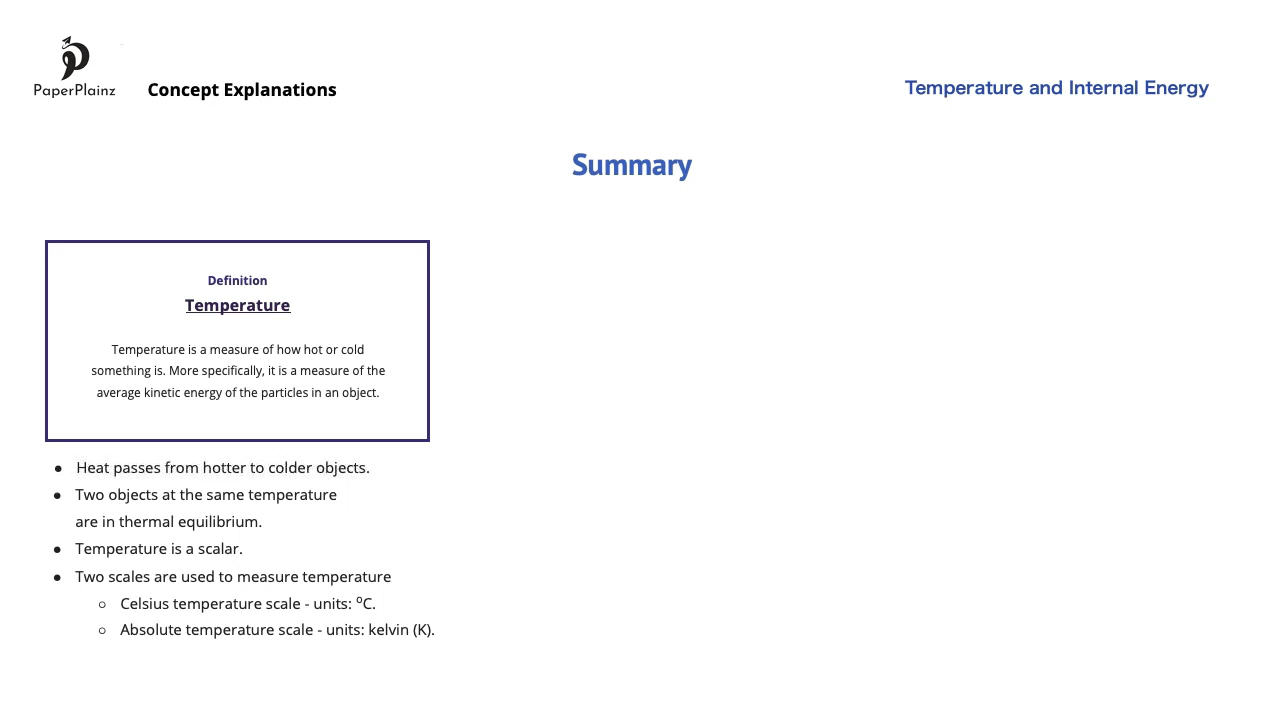 PaperPlainz
Concept Explanations
Temperature and Internal Energy
Summary
Definition
Temperature
Temperature is a measure of how hot or cold
something is. More specifically, it is a measure of the
average kinetic energy of the particles in an object.
● Heat passes from hotter to colder objects.
● Two objects at the same temperature
are in thermal equilibrium.
● Temperature is a scalar.
● Two scales are used to measure temperature
○ Celsius temperature scale - units: ⁰C.
○ Absolute temperature scale - units: kelvin (K).